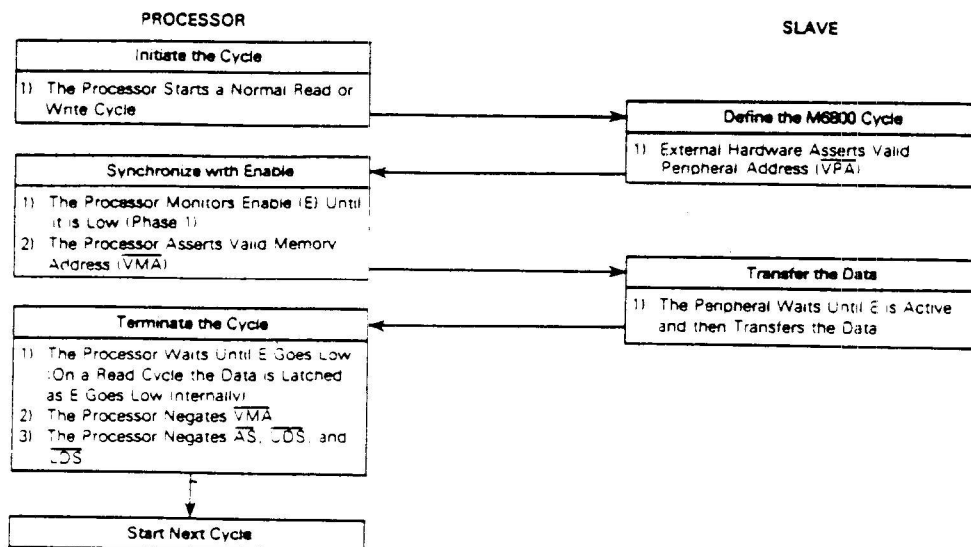 PROCESSOR
SLAVE
Initiate the Cycle
1) The Processor Starts a Normal Read or
Write Cycle
Define the M6800 Cycle
1) External Hardware Asserts Valid
Peripheral Address (VPA)
Synchronize with Enable
1) The Processor Monitors Enable (E) Until
it is Low (Phase 1)
2) The Processor Asserts Valid Memory
Address (VMA)
Transfer the Data
1) The Peripheral Waits Until E is Active
and then Transfers the Data
Terminate the Cycle
1) The Processor Waits Until E Goes Low
(On a Read Cycle the Data is Latched
as E Goes Low Internally)
2) The Processor Negates VMA
3) The Processor Negates AS, UDS, and
LDS
Start Next Cycle